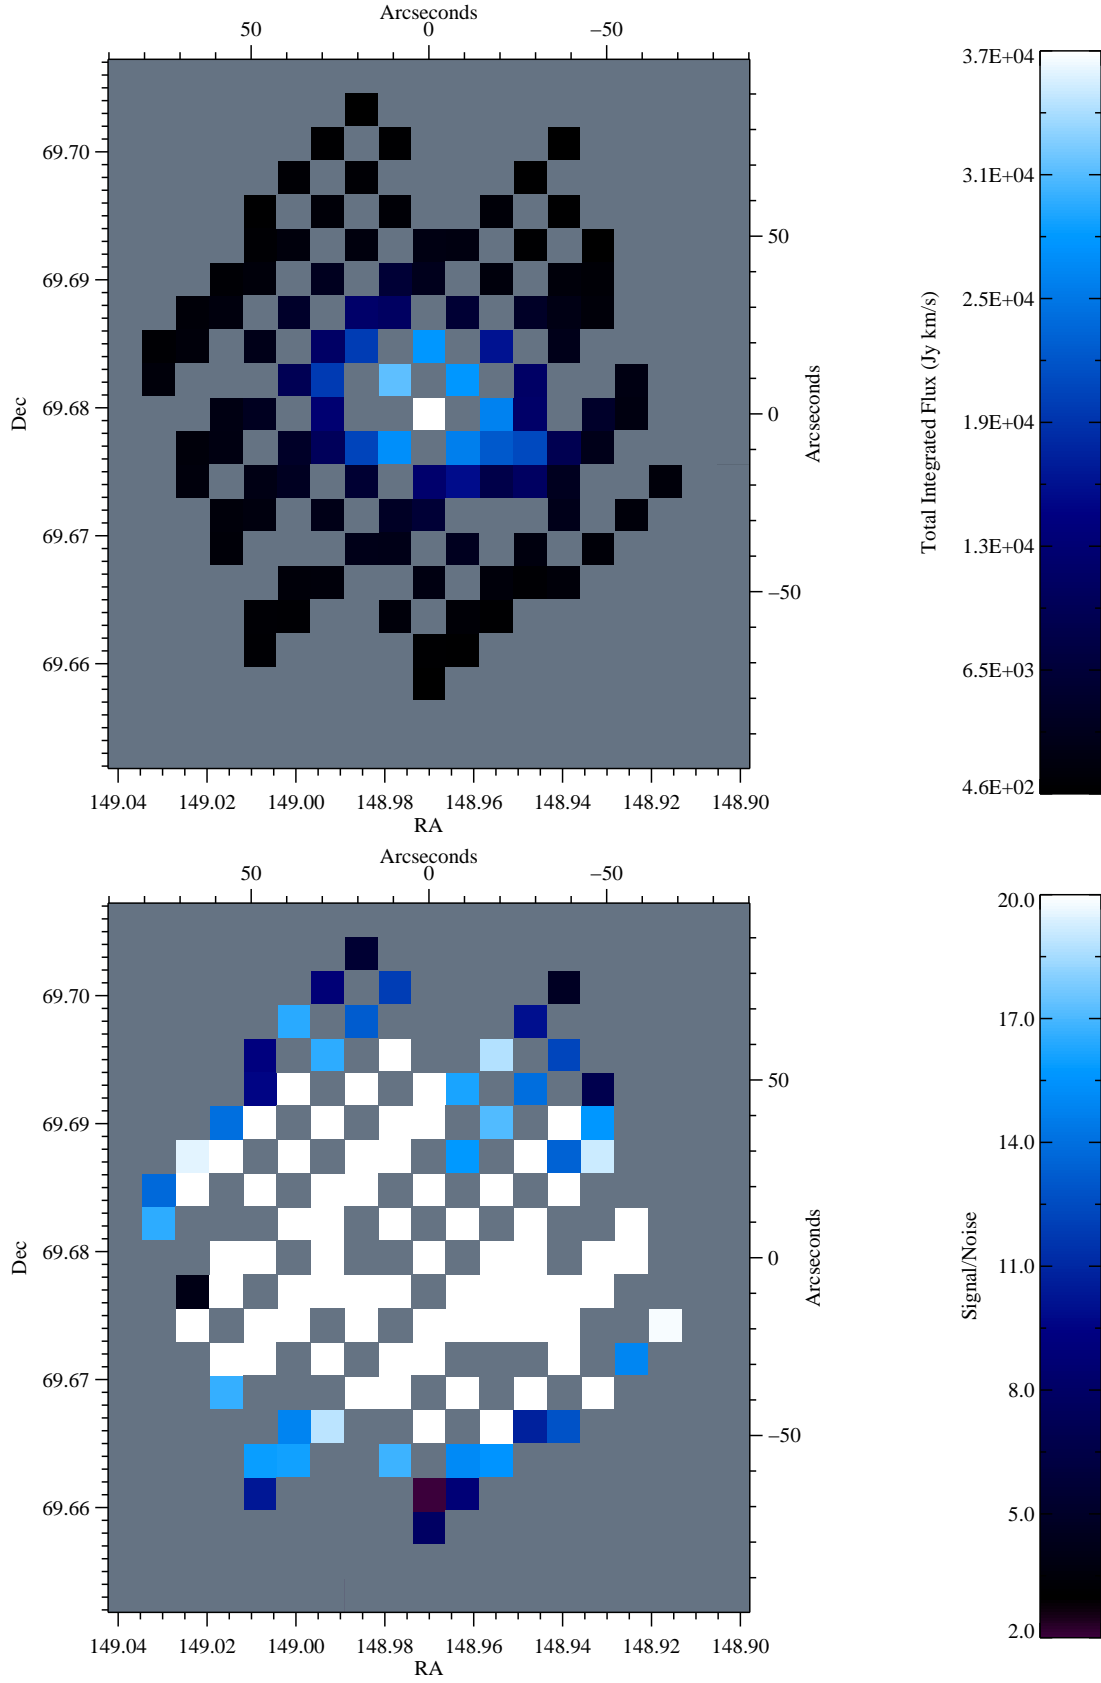 Arcseconds
50 0 −50
3.7E+04
69.70
3.1E+04
50
69.69
2.5E+04
Total Integrated Flux (Jy km/s)
Dec
69.68
0
Arcseconds
1.9E+04
69.67
1.3E+04
−50
69.66
6.5E+03
4.6E+02
149.04 149.02 149.00 148.98 148.96 148.94 148.92 148.90
RA
Arcseconds
50 0 −50
20.0
69.70
17.0
50
69.69
14.0
Signal/Noise
Dec
69.68
0
Arcseconds
11.0
69.67
8.0
−50
69.66
5.0
2.0
149.04 149.02 149.00 148.98 148.96 148.94 148.92 148.90
RA